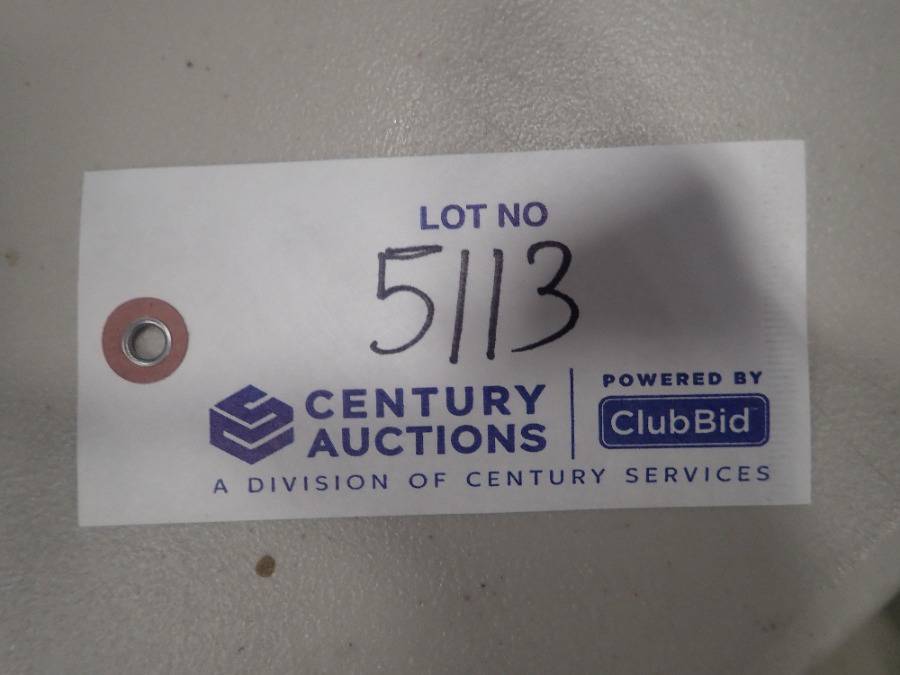 LOT NO
5113
CENTURY AUCTIONS
POWERED BY
ClubBid
A DIVISION OF CENTURY SERVICES